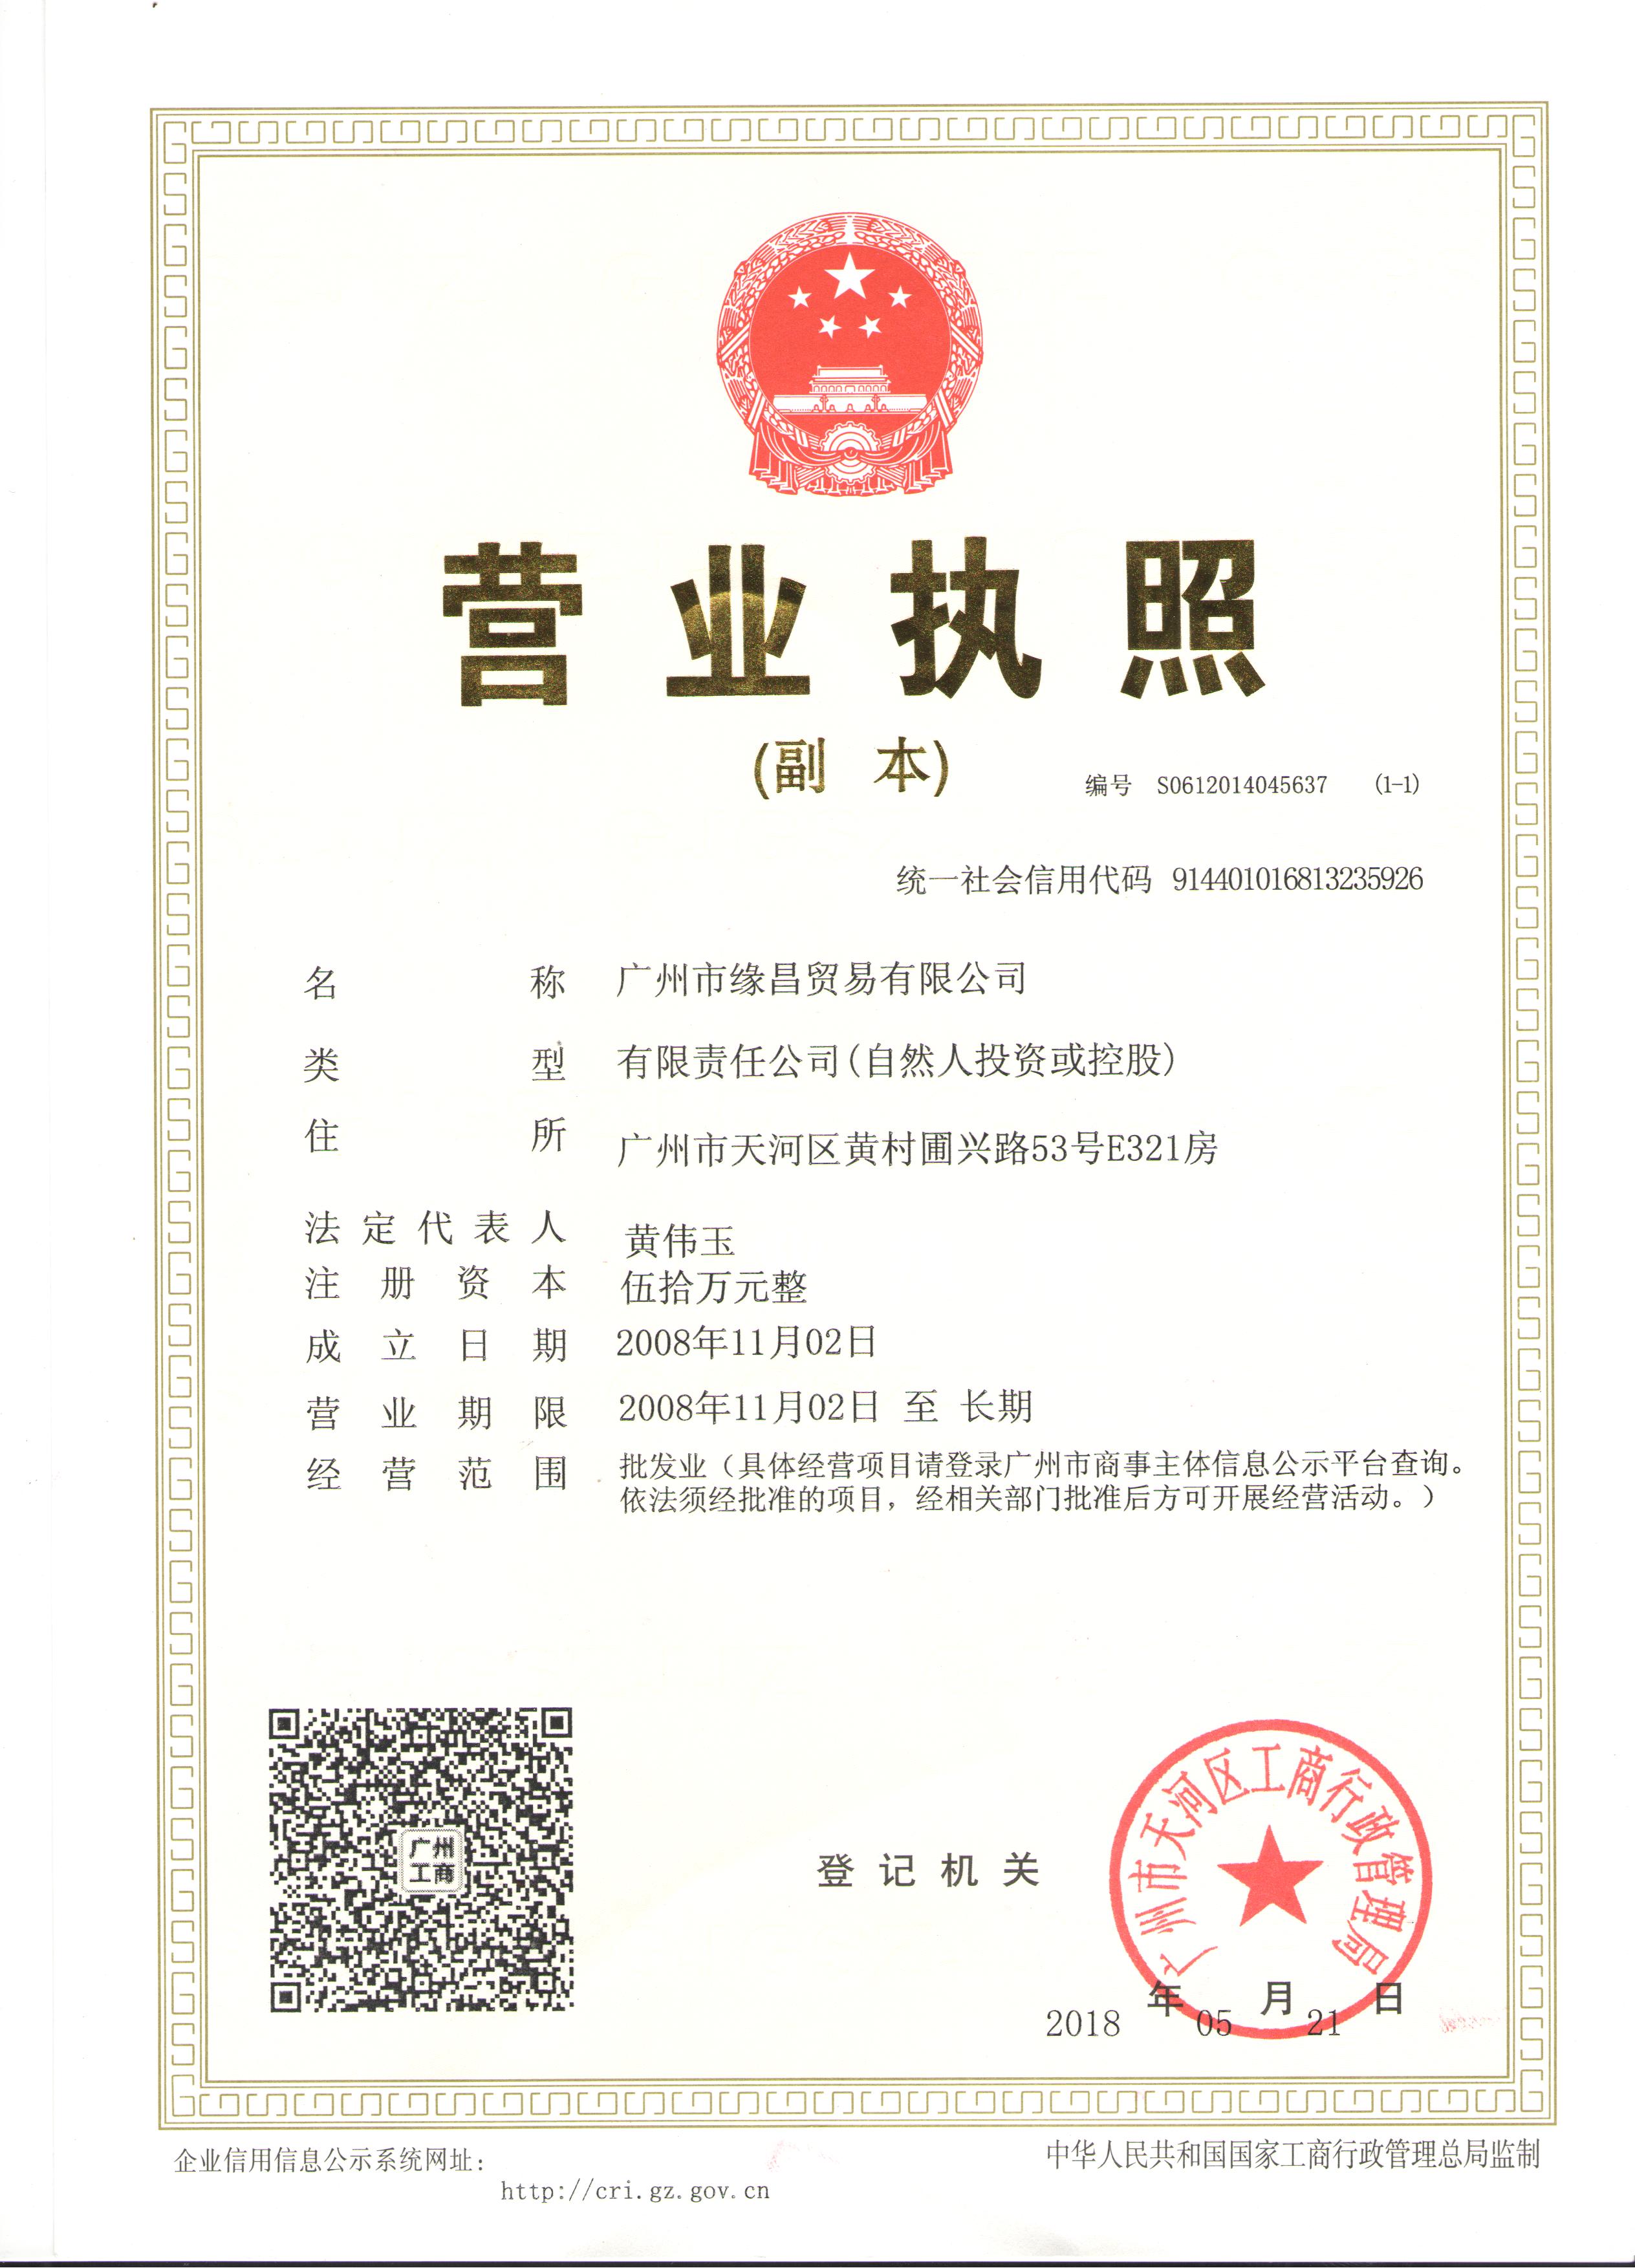 营业执照
(副 本)
编号 S0612014045637 (1-1)
统一社会信用代码 914401016813235926
名 称 广州市缘昌贸易有限公司
类 型 有限责任公司(自然人投资或控股)
住 所 广州市天河区黄村圃兴路53号E321房
法定代表人 黄伟玉
注册资本 伍拾万元整
成立日期 2008年11月02日
营业期限 2008年11月02日 至 长期
经营范围 批发业（具体经营项目请登录广州市商事主体信息公示平台查询。
依法须经批准的项目，经相关部门批准后方可开展经营活动。）
广州
工商
登记机关
广州市天河区工商行政管理局
2018 年 05 月 21 日
企业信用信息公示系统网址：
http://cri.gz.gov.cn
中华人民共和国国家工商行政管理总局监制